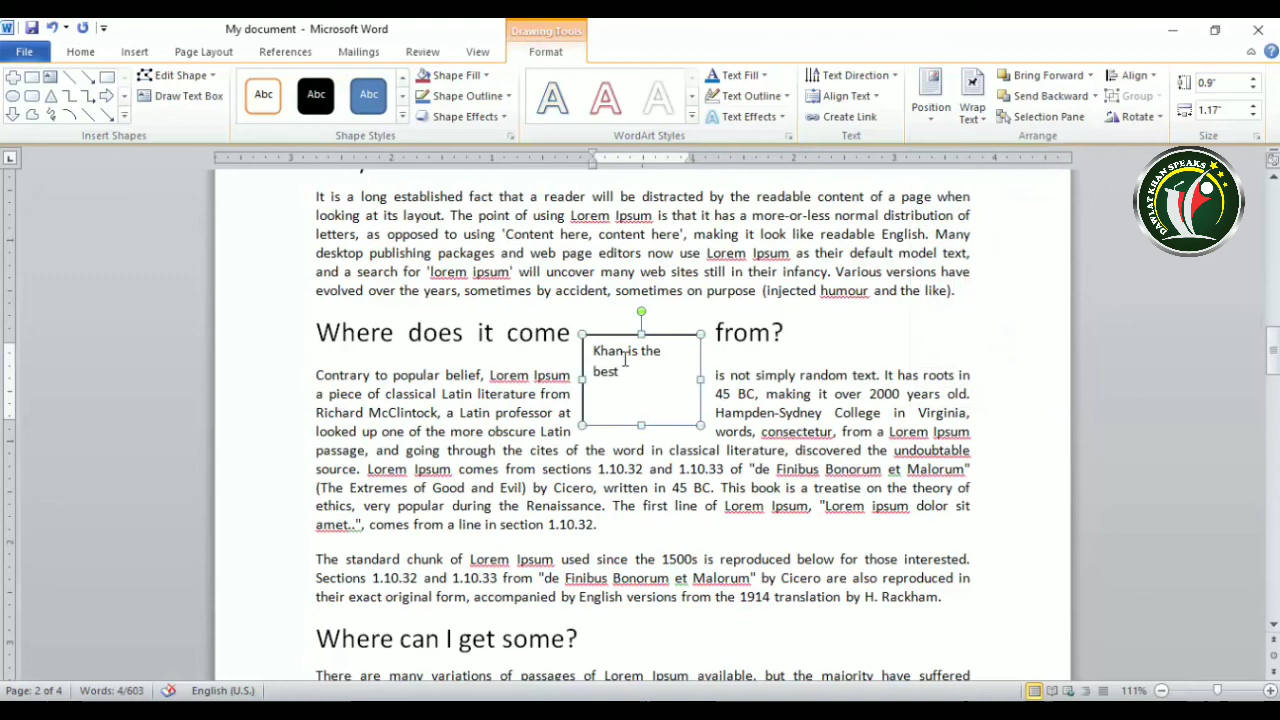 My document - Microsoft Word
Drawing Tools
File Home Insert Page Layout References Mailings Review View Format
Edit Shape
Draw Text Box
Insert Shapes
Abc Abc Abc
Shape Fill
Shape Outline
Shape Effects
Shape Styles
A A A
Text Fill
Text Outline
Text Effects
WordArt Styles
Text Direction
Align Text
Create Link
Text
Position
Wrap
Text
Bring Forward
Send Backward
Selection Pane
Align
Group
Rotate
Arrange
0.9"
1.17"
Size
DAWLAT KHAN SPEAKS
It is a long established fact that a reader will be distracted by the readable content of a page when
looking at its layout. The point of using Lorem Ipsum is that it has a more-or-less normal distribution of
letters, as opposed to using 'Content here, content here', making it look like readable English. Many
desktop publishing packages and web page editors now use Lorem Ipsum as their default model text,
and a search for 'lorem ipsum' will uncover many web sites still in their infancy. Various versions have
evolved over the years, sometimes by accident, sometimes on purpose (injected humour and the like).
Where does it come from?
Khan is the
best
Contrary to popular belief, Lorem Ipsum is not simply random text. It has roots in
a piece of classical Latin literature from 45 BC, making it over 2000 years old.
Richard McClintock, a Latin professor at Hampden-Sydney College in Virginia,
looked up one of the more obscure Latin words, consectetur, from a Lorem Ipsum
passage, and going through the cites of the word in classical literature, discovered the undoubtable
source. Lorem Ipsum comes from sections 1.10.32 and 1.10.33 of "de Finibus Bonorum et Malorum"
(The Extremes of Good and Evil) by Cicero, written in 45 BC. This book is a treatise on the theory of
ethics, very popular during the Renaissance. The first line of Lorem Ipsum, "Lorem ipsum dolor sit
amet..", comes from a line in section 1.10.32.
The standard chunk of Lorem Ipsum used since the 1500s is reproduced below for those interested.
Sections 1.10.32 and 1.10.33 from "de Finibus Bonorum et Malorum" by Cicero are also reproduced in
their exact original form, accompanied by English versions from the 1914 translation by H. Rackham.
Where can I get some?
There are many variations of passages of Lorem Ipsum available, but the majority have suffered
Page: 2 of 4 Words: 4/603 English (U.S.) 111%